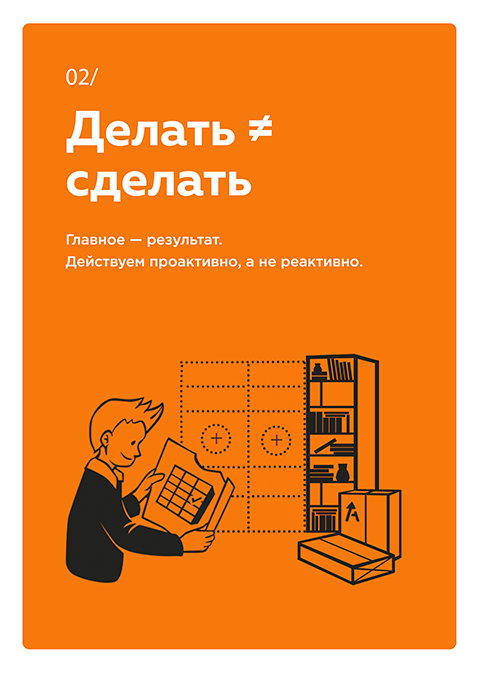 02/
Делать ≠
сделать
Главное — результат.
Действуем проактивно, а не реактивно.